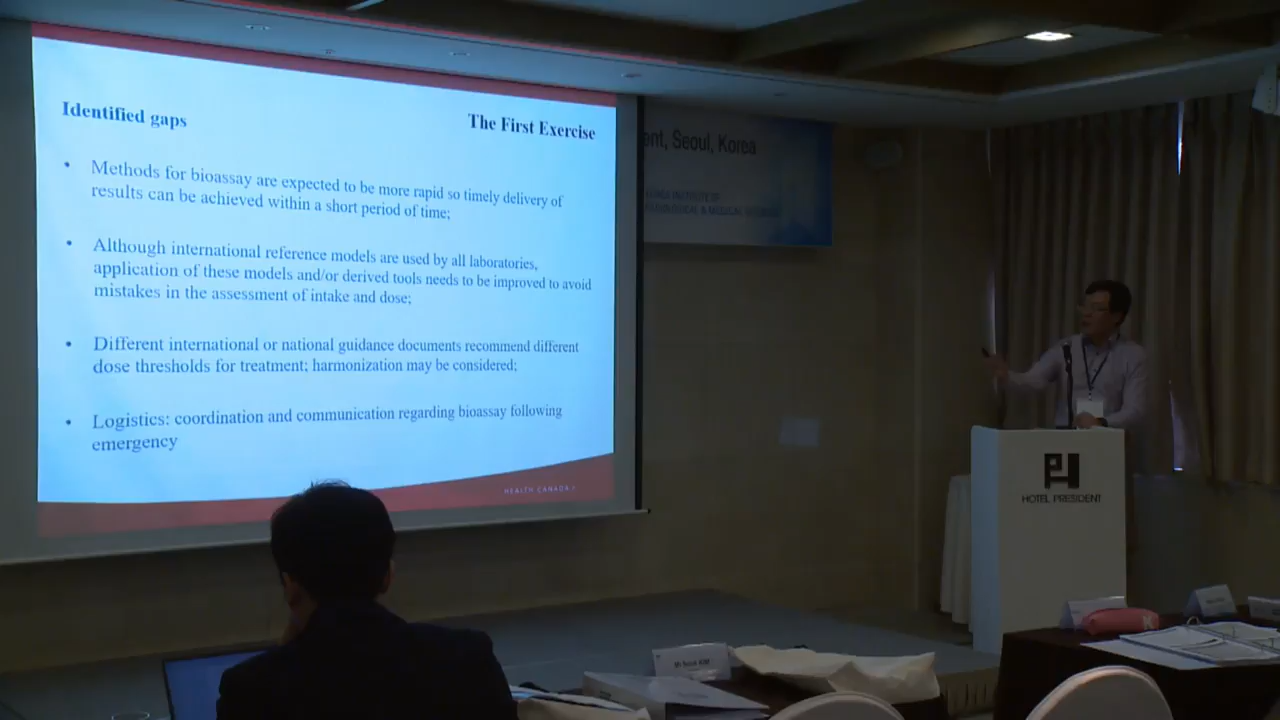 Identified gaps
The First Exercise
• Methods for bioassay are expected to be more rapid so timely delivery of
results can be achieved within a short period of time;
• Although international reference models are used by all laboratories,
application of these models and/or derived tools needs to be improved to avoid
mistakes in the assessment of intake and dose;
• Different international or national guidance documents recommend different
dose thresholds for treatment; harmonization may be considered;
• Logistics: coordination and communication regarding bioassay following
emergency
HEALTH CANADA
Seoul, Korea
INSTITUTE OF
& MEDICAL
HOTEL PRESIDENT
KIM